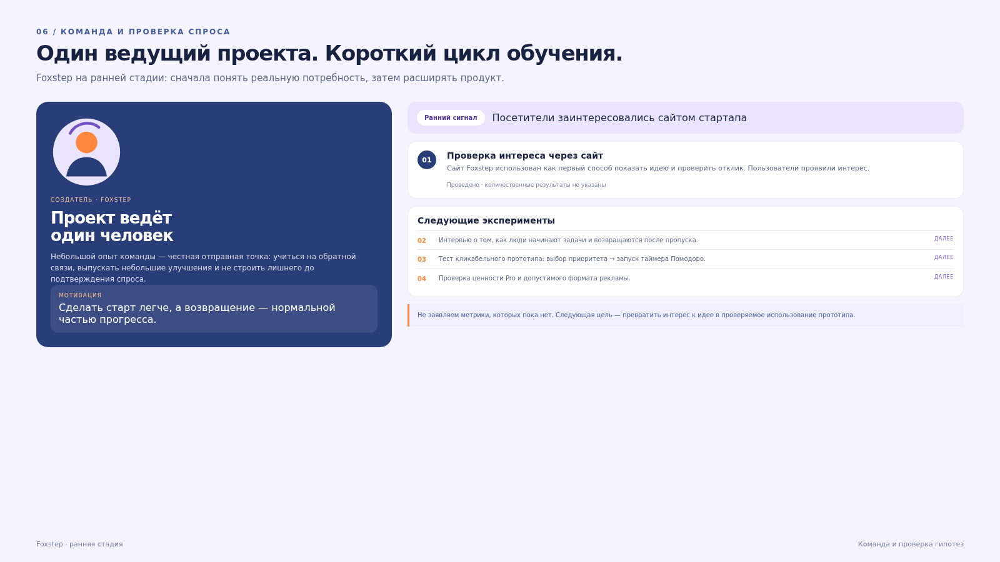 06 / КОМАНДА И ПРОВЕРКА СПРОСА
Один ведущий проекта. Короткий цикл обучения.
Foxstep на ранней стадии: сначала понять реальную потребность, затем расширять продукт.
СОЗДАТЕЛЬ · FOXSTEP
Проект ведёт
один человек
Небольшой опыт команды — честная отправная точка: учиться на обратной
связи, выпускать небольшие улучшения и не строить лишнего до
подтверждения спроса.
МОТИВАЦИЯ
Сделать старт легче, а возвращение — нормальной
частью прогресса.
Ранний сигнал Посетители заинтересовались сайтом стартапа
01 Проверка интереса через сайт
Сайт Foxstep использован как первый способ показать идею и проверить отклик. Пользователи проявили интерес.
Проведено · количественные результаты не указаны
Следующие эксперименты
02 Интервью о том, как люди начинают задачи и возвращаются после пропуска. ДАЛЕЕ
03 Тест кликабельного прототипа: выбор приоритета → запуск таймера Помодоро. ДАЛЕЕ
04 Проверка ценности Pro и допустимого формата рекламы. ДАЛЕЕ
Не заявляем метрики, которых пока нет. Следующая цель — превратить интерес к идее в проверяемое использование прототипа.
Foxstep · ранняя стадия
Команда и проверка гипотез